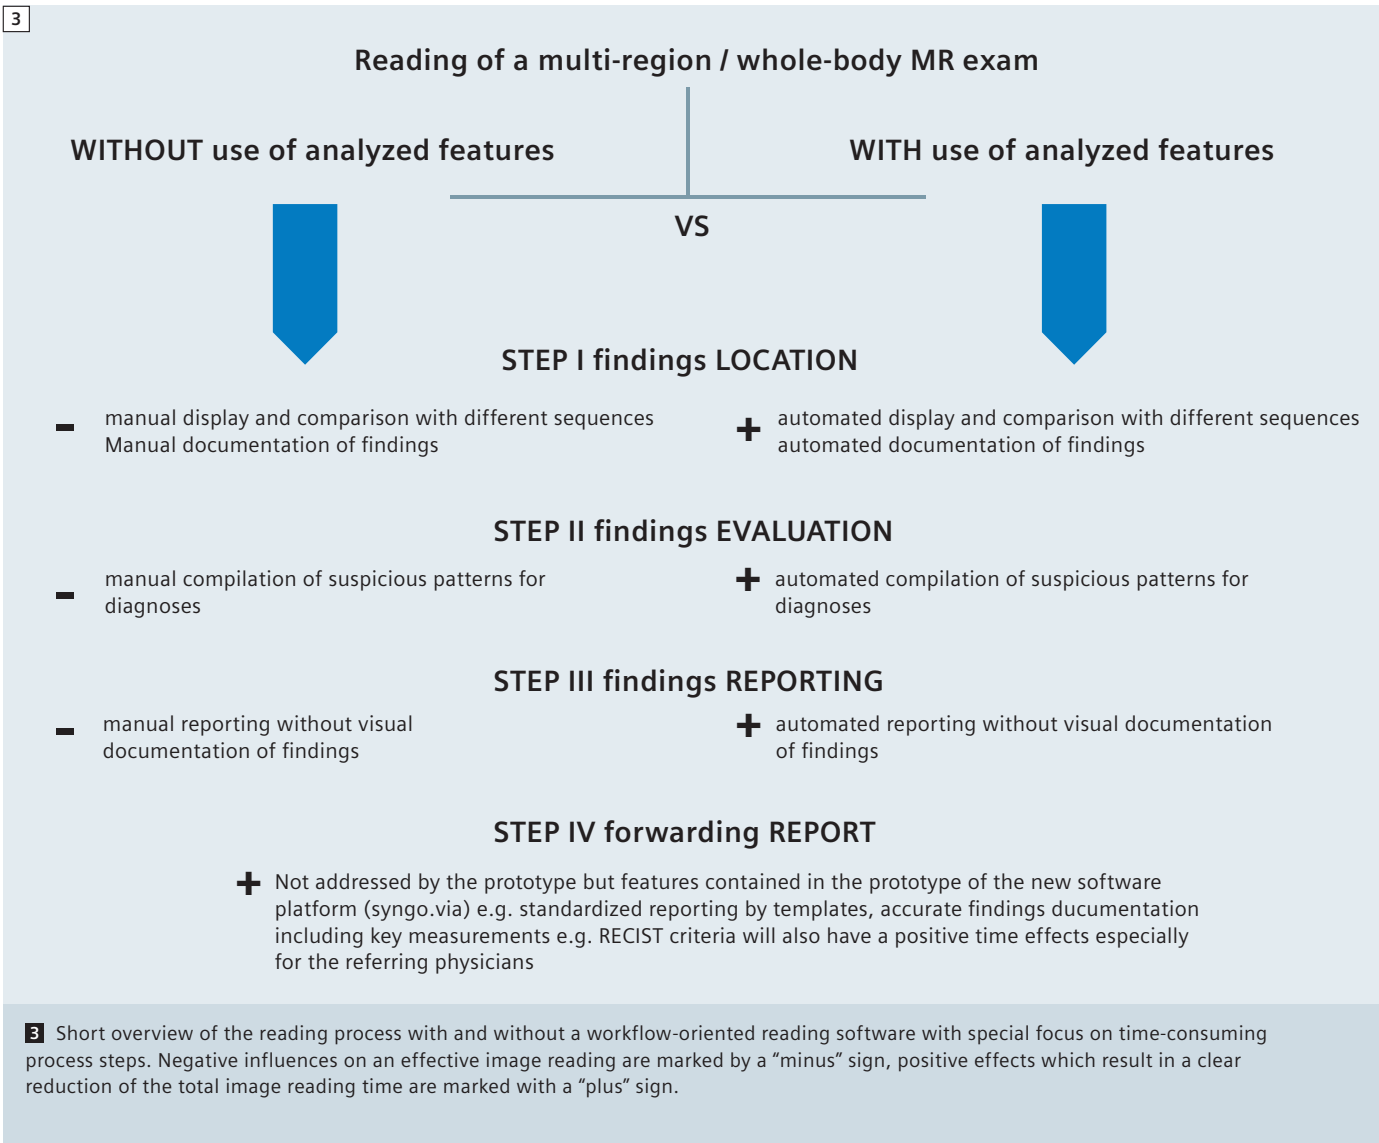 3
Reading of a multi-region / whole-body MR exam
WITHOUT use of analyzed features
WITH use of analyzed features
VS
STEP I findings LOCATION
- manual display and comparison with different sequences
Manual documentation of findings
+ automated display and comparison with different sequences
automated documentation of findings
STEP II findings EVALUATION
- manual compilation of suspicious patterns for
diagnoses
+ automated compilation of suspicious patterns for
diagnoses
STEP III findings REPORTING
- manual reporting without visual
documentation of findings
+ automated reporting without visual documentation
of findings
STEP IV forwarding REPORT
+ Not addressed by the prototype but features contained in the prototype of the new software
platform (syngo.via) e.g. standardized reporting by templates, accurate findings ducumentation
including key measurements e.g. RECIST criteria will also have a positive time effects especially
for the referring physicians
3 Short overview of the reading process with and without a workflow-oriented reading software with special focus on time-consuming
process steps. Negative influences on an effective image reading are marked by a “minus” sign, positive effects which result in a clear
reduction of the total image reading time are marked with a “plus” sign.